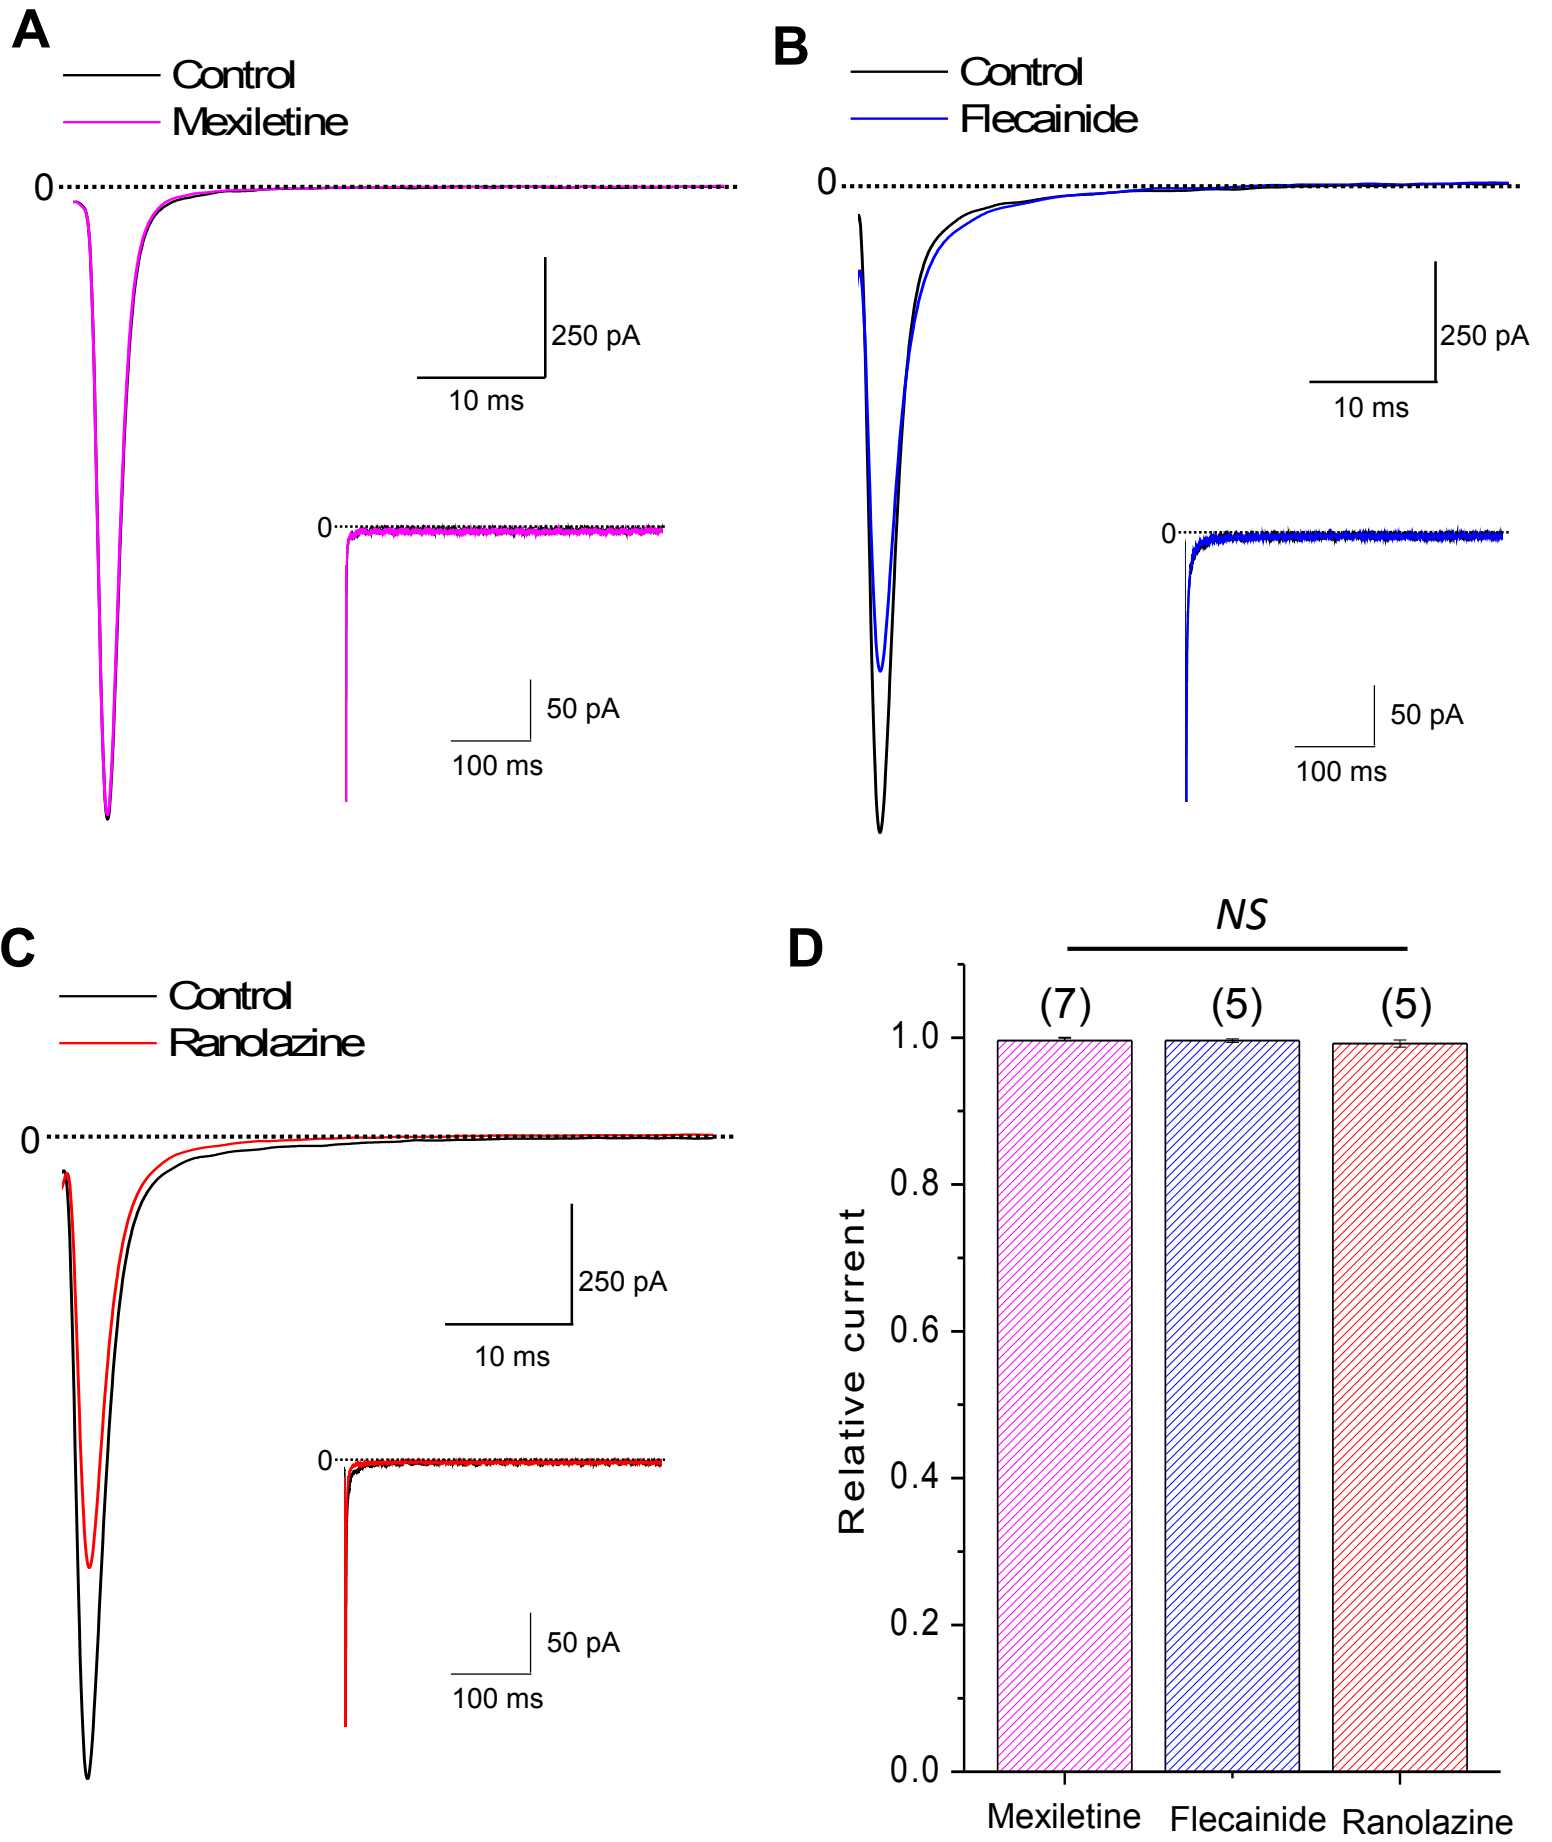 A
Control
Mexiletine
0
250 pA
10 ms
0
50 pA
100 ms
B
Control
Flecainide
0
250 pA
10 ms
0
50 pA
100 ms
C
Control
Ranolazine
0
250 pA
10 ms
0
50 pA
100 ms
D
NS
(7) (5) (5)
1.0
0.8
0.6
0.4
0.2
0.0
Relative current
Mexiletine Flecainide Ranolazine